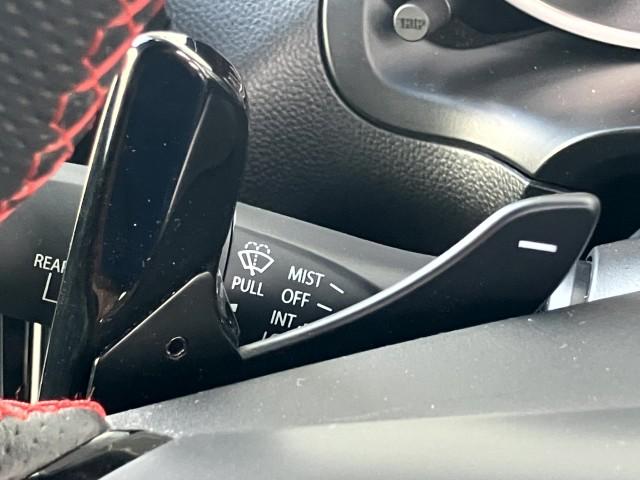 TRIP
REAR
PULL
MIST
OFF
INT